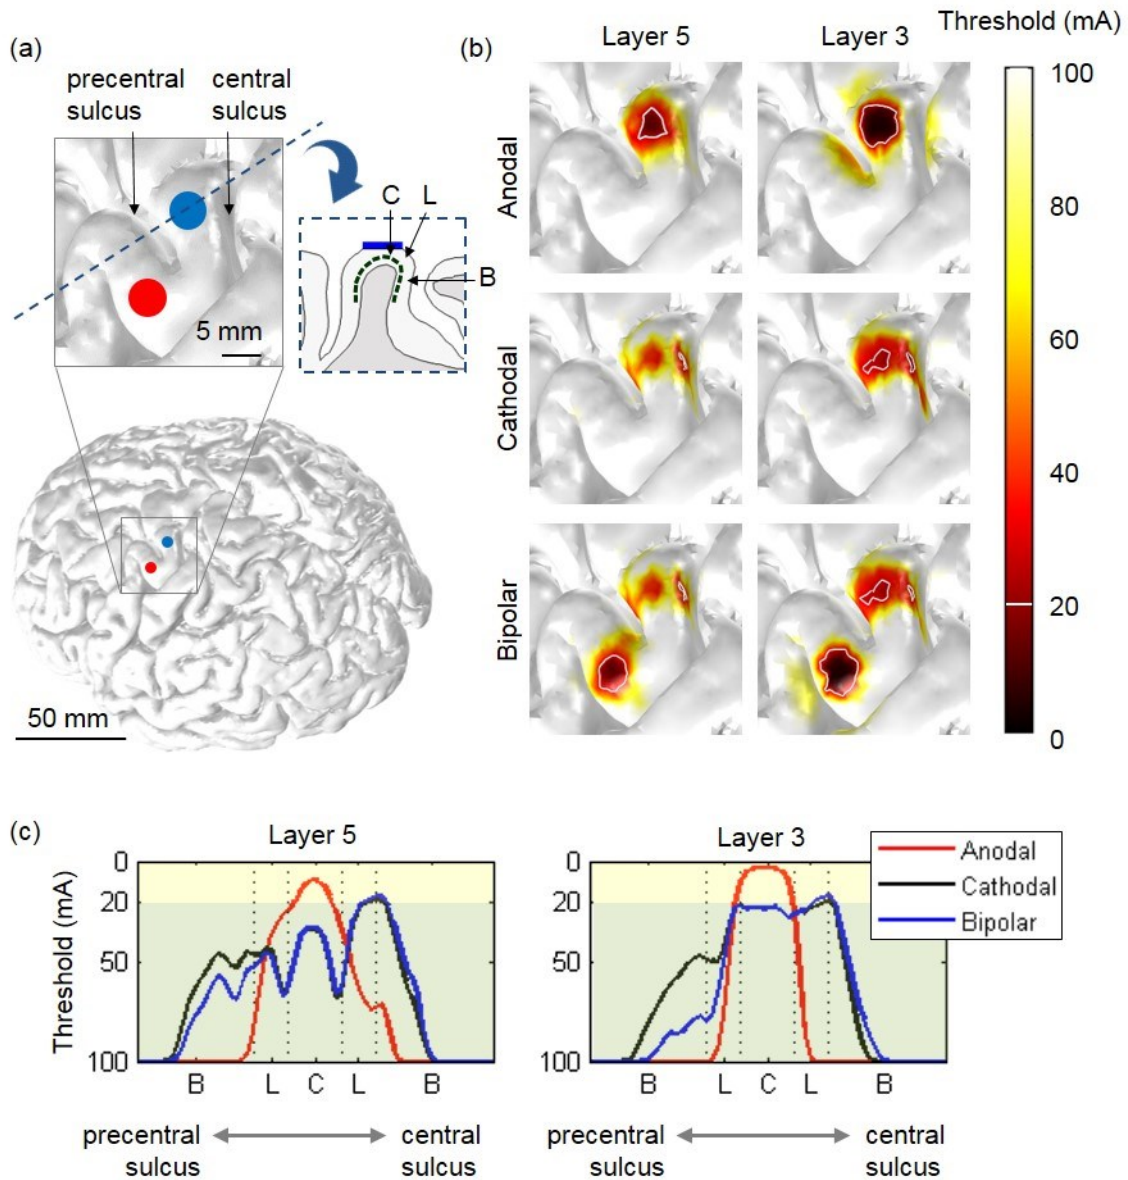 (a)
precentral
sulcus
central
sulcus
5 mm
C
L
B
50 mm
(b)
Layer 5
Layer 3
Anodal
Cathodal
Bipolar
Threshold (mA)
100
80
60
40
20
0
(c)
Layer 5
Threshold (mA)
0
20
50
100
B L C L B
precentral
sulcus
central
sulcus
Layer 3
0
20
50
100
B L C L B
precentral
sulcus
central
sulcus
Anodal
Cathodal
Bipolar